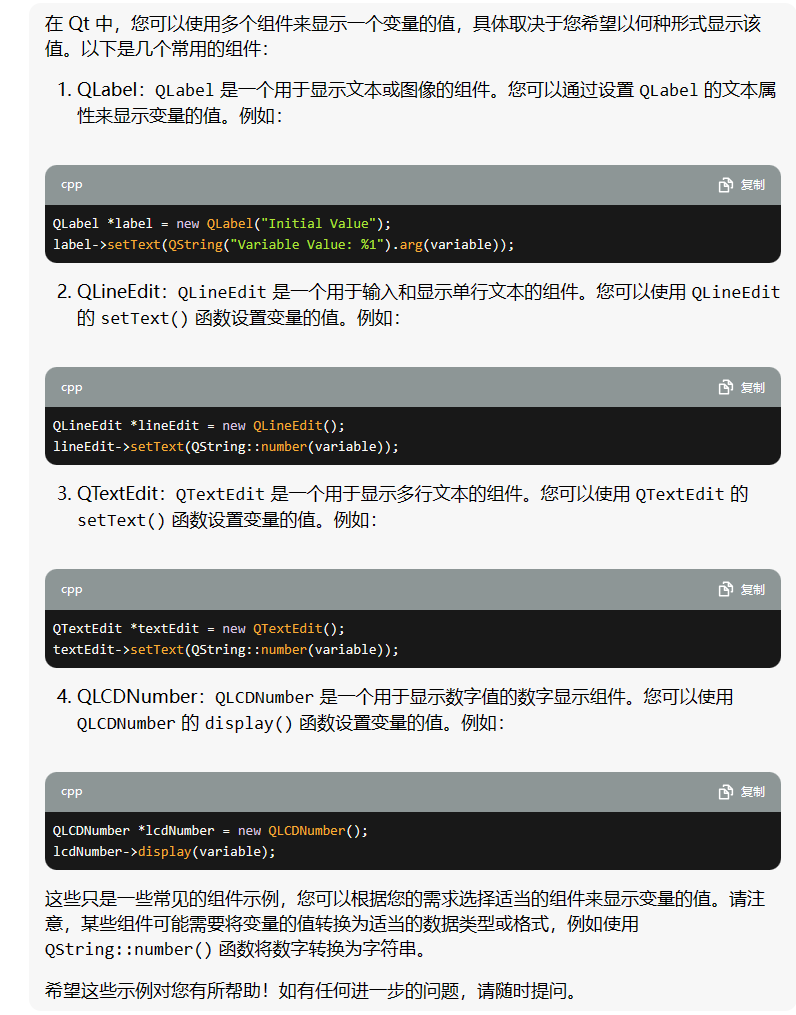 在 Qt 中，您可以使用多个组件来显示一个变量的值，具体取决于您希望以何种形式显示该
值。以下是几个常用的组件：
1. QLabel：QLabel 是一个用于显示文本或图像的组件。您可以通过设置 QLabel 的文本属
性来显示变量的值。例如：
cpp 复制
QLabel *label = new QLabel("Initial Value");
label->setText(QString("Variable Value: %1").arg(variable));
2. QLineEdit：QLineEdit 是一个用于输入和显示单行文本的组件。您可以使用 QLineEdit
的 setText() 函数设置变量的值。例如：
cpp 复制
QLineEdit *lineEdit = new QLineEdit();
lineEdit->setText(QString::number(variable));
3. QTextEdit：QTextEdit 是一个用于显示多行文本的组件。您可以使用 QTextEdit 的
setText() 函数设置变量的值。例如：
cpp 复制
QTextEdit *textEdit = new QTextEdit();
textEdit->setText(QString::number(variable));
4. QLCDNumber：QLCDNumber 是一个用于显示数字值的数字显示组件。您可以使用
QLCDNumber 的 display() 函数设置变量的值。例如：
cpp 复制
QLCDNumber *lcdNumber = new QLCDNumber();
lcdNumber->display(variable);
这些只是一些常见的组件示例，您可以根据您的需求选择适当的组件来显示变量的值。请注
意，某些组件可能需要将变量的值转换为适当的数据类型或格式，例如使用
QString::number() 函数将数字转换为字符串。
希望这些示例对您有所帮助！如有任何进一步的问题，请随时提问。